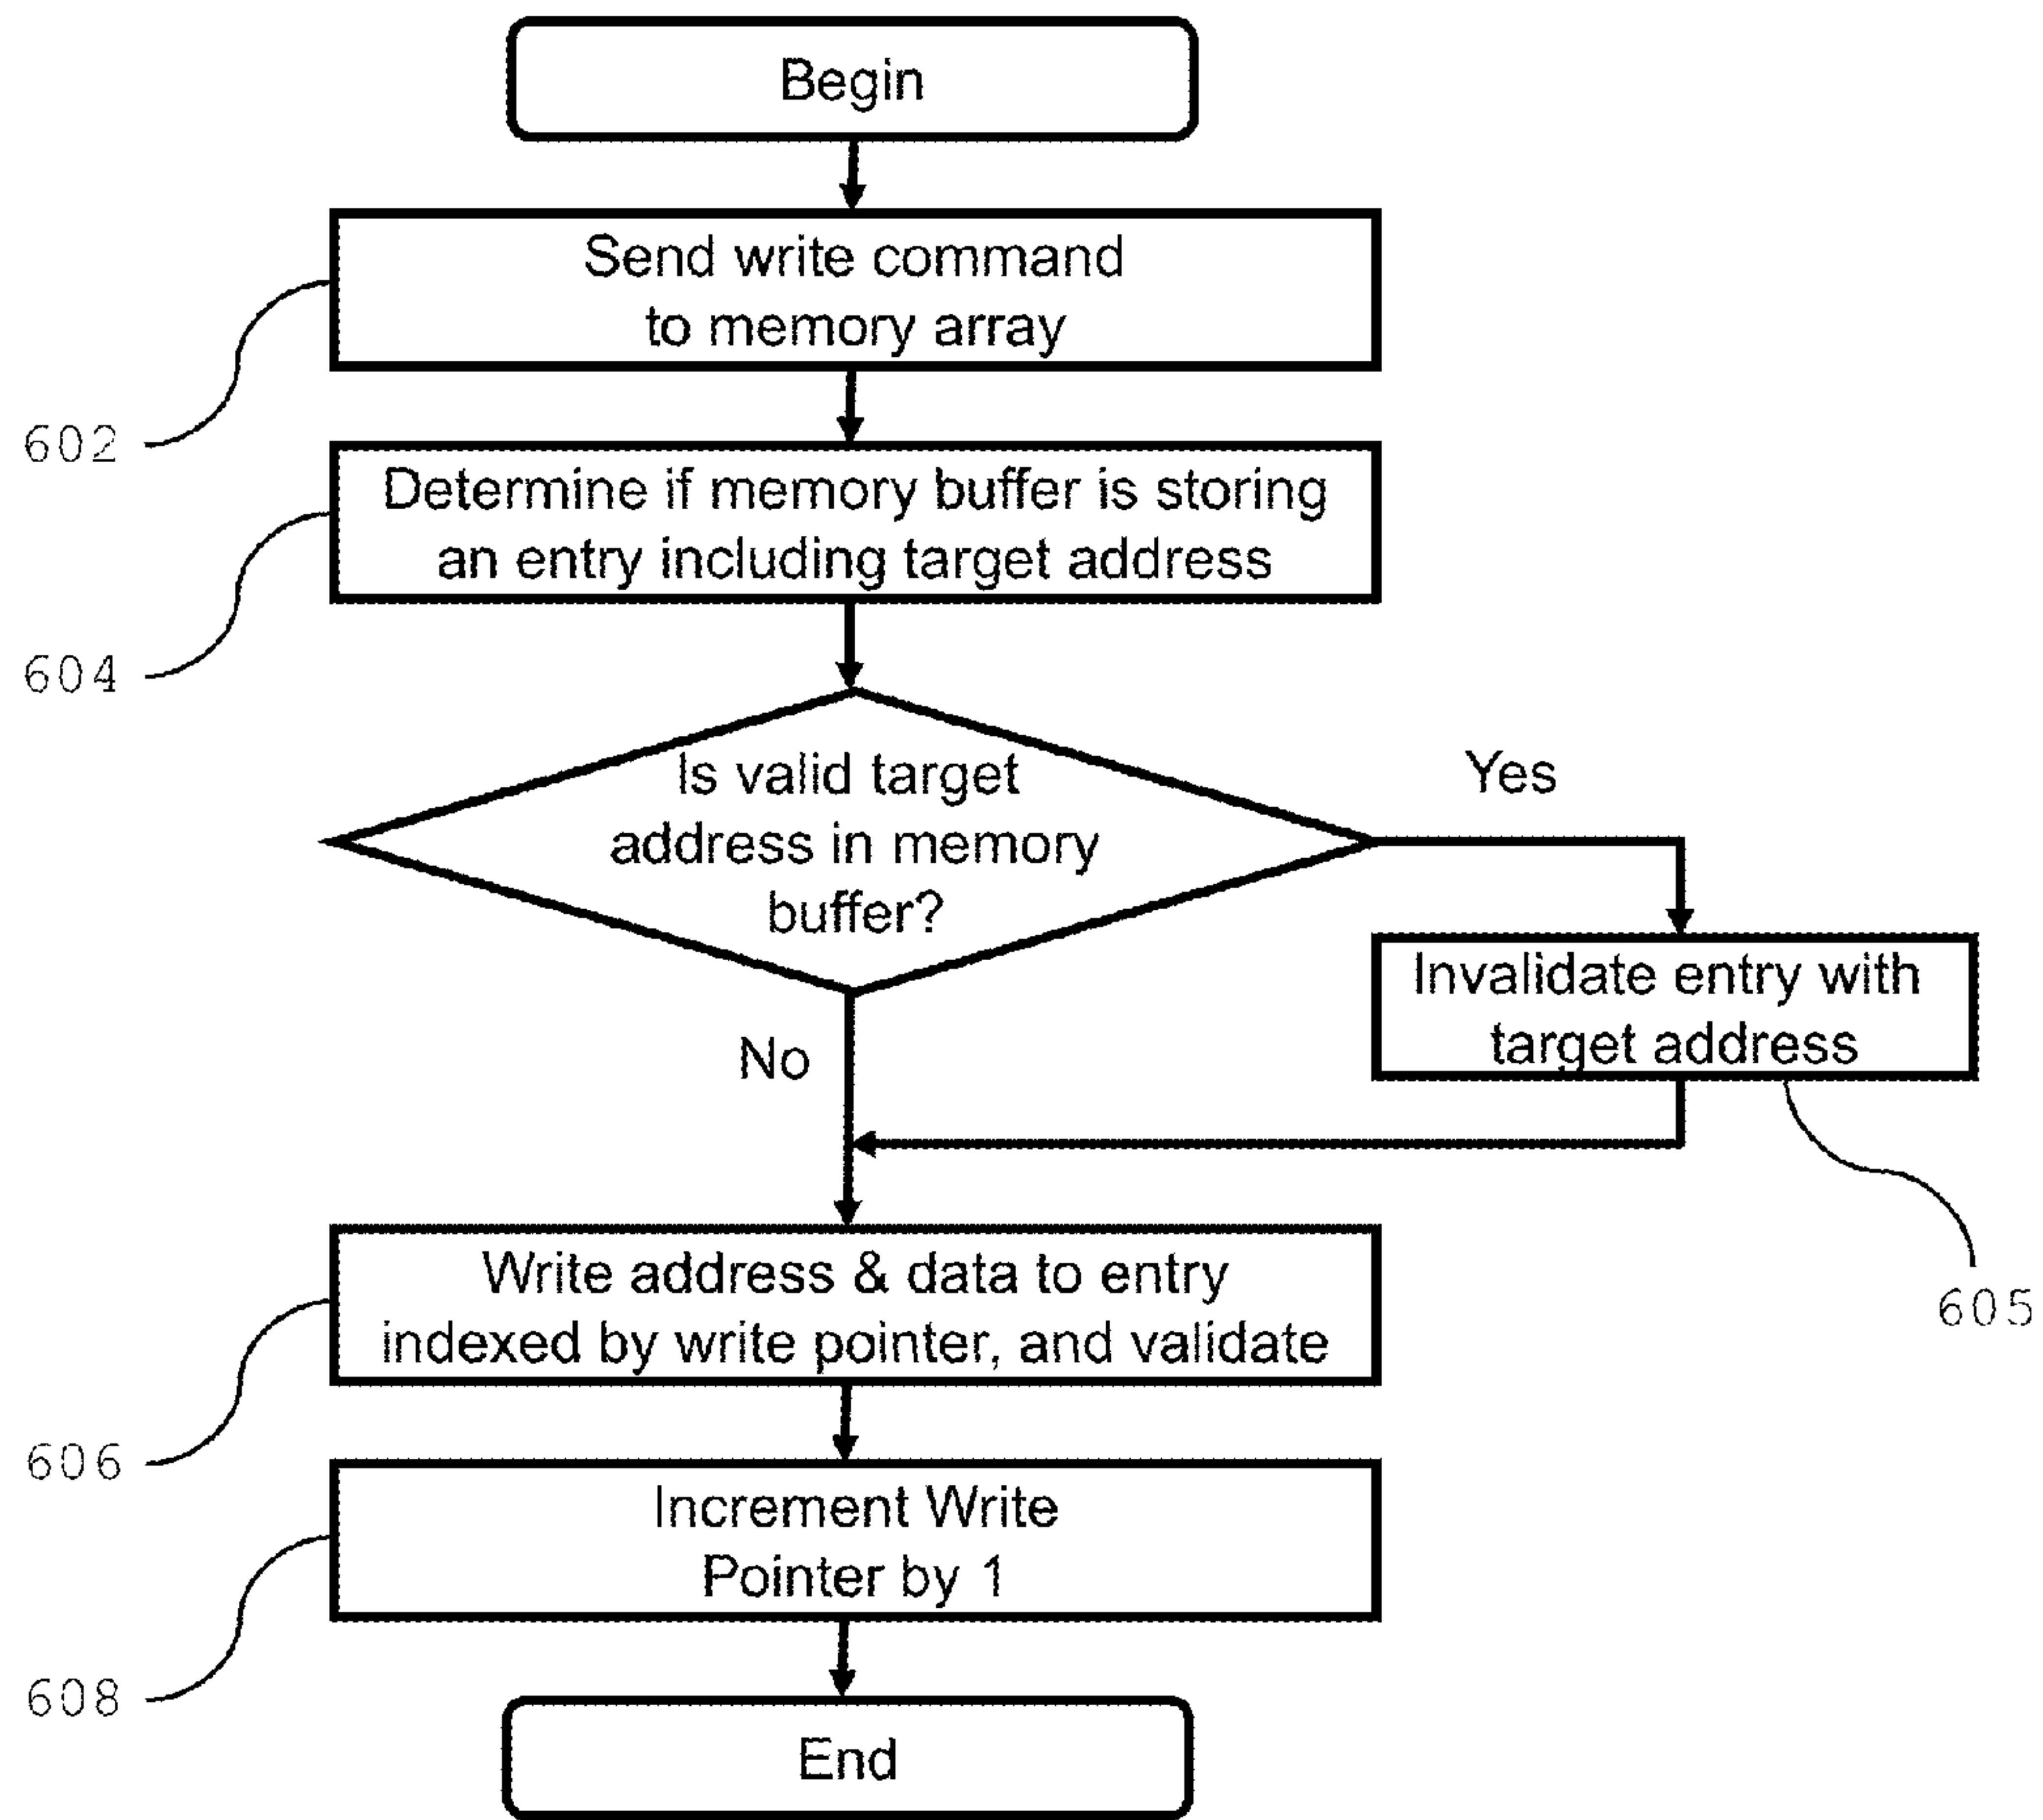 Begin
Send write command
to memory array
602
Determine if memory buffer is storing
an entry including target address
604
Is valid target
address in memory
buffer?
Yes
Invalidate entry with
target address
No
605
Write address & data to entry
indexed by write pointer, and validate
606
Increment Write
Pointer by 1
608
End